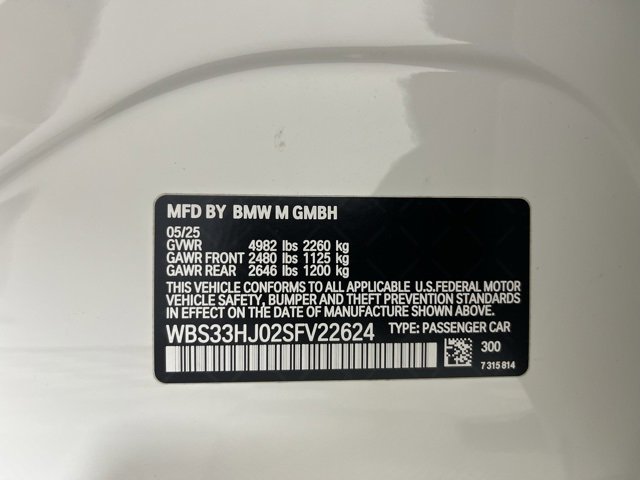 MFD BY BMW M GMBH
05/25
GVWR 4982 lbs 2260 kg
GAWR FRONT 2480 lbs 1125 kg
GAWR REAR 2646 lbs 1200 kg
THIS VEHICLE CONFORMS TO ALL APPLICABLE U.S.FEDERAL MOTOR
VEHICLE SAFETY, BUMPER AND THEFT PREVENTION STANDARDS
IN EFFECT ON THE DATE OF MANUFACTURE SHOWN ABOVE.
WBS33HJ02SFV22624 TYPE: PASSENGER CAR
300
7 315 814